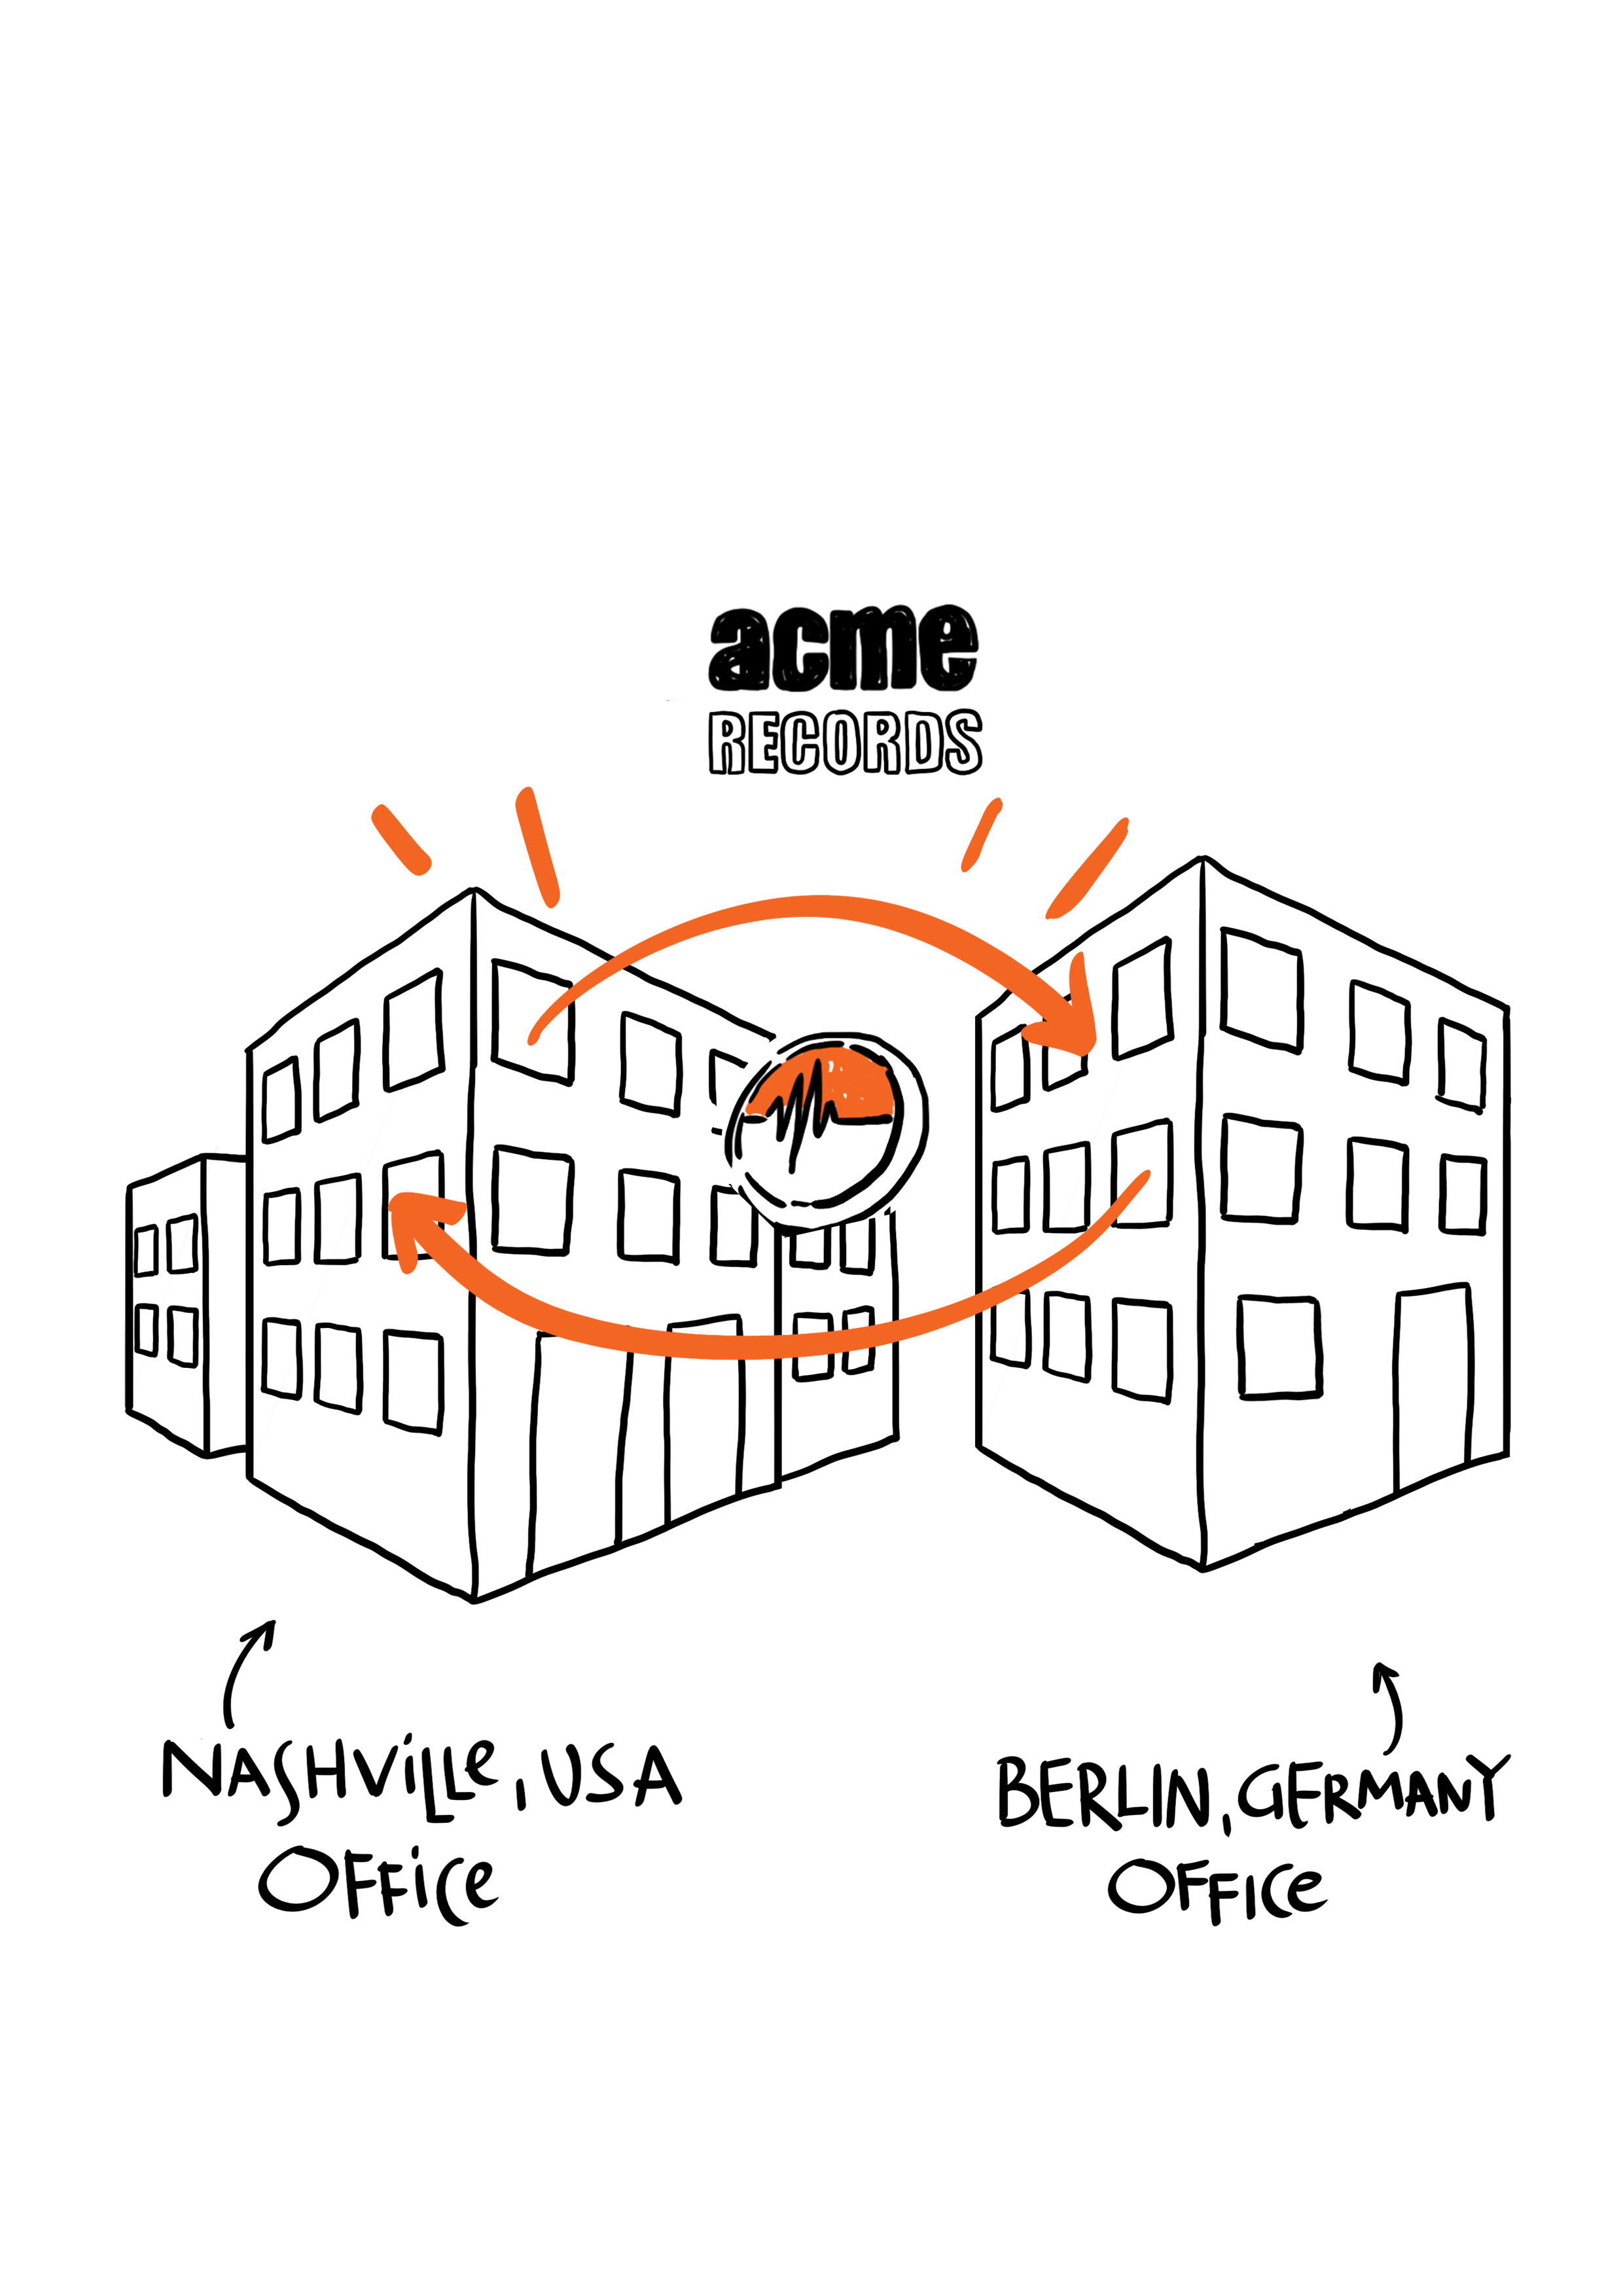 acme
RECORDS
NASHViLLe, USA
OFFiCe
BERLIN, GERMANY
OFFICe